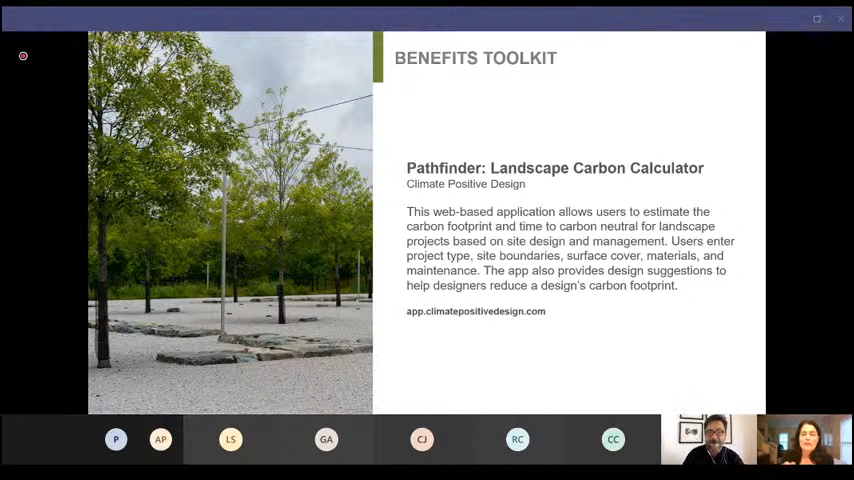 BENEFITS TOOLKIT
Pathfinder: Landscape Carbon Calculator
Climate Positive Design
This web-based application allows users to estimate the
carbon footprint and time to carbon neutral for landscape
projects based on site design and management. Users enter
project type, site boundaries, surface cover, materials, and
maintenance. The app also provides design suggestions to
help designers reduce a design's carbon footprint.
app.climatepositivedesign.com
P AP LS GA CJ RC CC